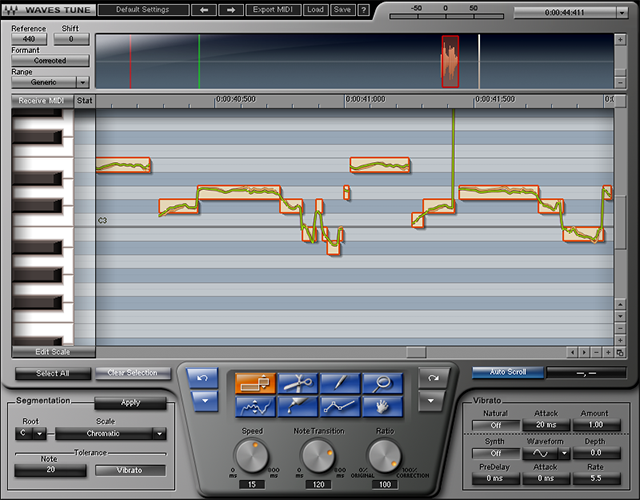 WAVES TUNE Default Settings Export MIDI Load Save ?
-50 0 50
0:00:44:411
Reference Shift
440 0
Formant
Corrected
Range
Generic
Receive MIDI Stat 0:00:40:500 0:00:41:000 0:00:41:500 0:0
C3
Edit Scale
Select All Clear Selection Auto Scroll --,--
Segmentation Apply
Root Scale
C Chromatic
Tolerance
Note
20 Vibrato
Speed Note Transition Ratio
0 ms 800 ms 0 ms 800 ms 0% ORIGINAL 100% CORRECTION
15 120 100
Vibrato
Natural Attack Amount
Off 20 ms 1.00
Synth Waveform Depth
Off 0.0
PreDelay Attack Rate
0 ms 0 ms 5.5